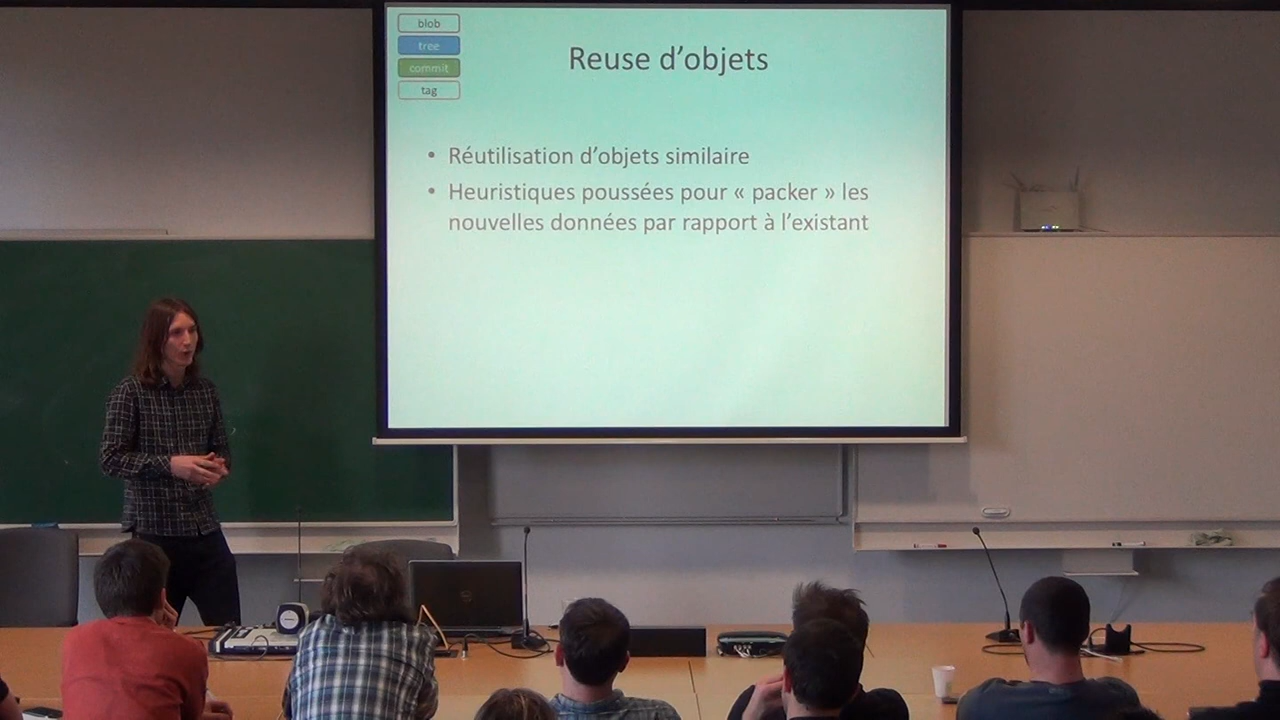 blob
tree
commit
tag
Reuse d’objets
• Réutilisation d’objets similaire
• Heuristiques poussées pour « packer » les
nouvelles données par rapport à l’existant